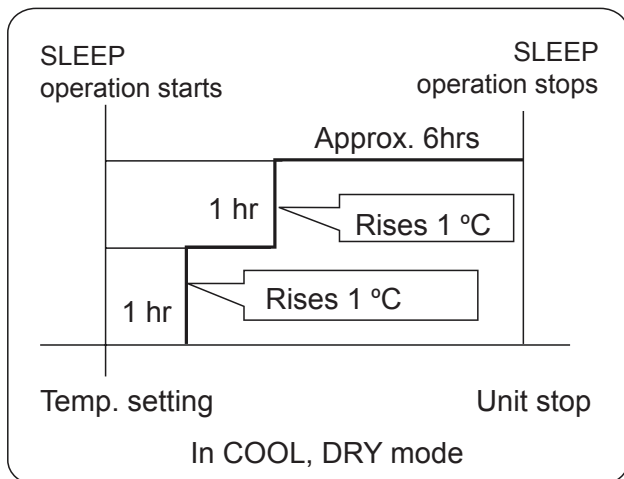 SLEEP
operation starts
SLEEP
operation stops
Approx. 6hrs
1 hr
Rises 1 ºC
1 hr
Rises 1 ºC
Temp. setting
Unit stop
In COOL, DRY mode